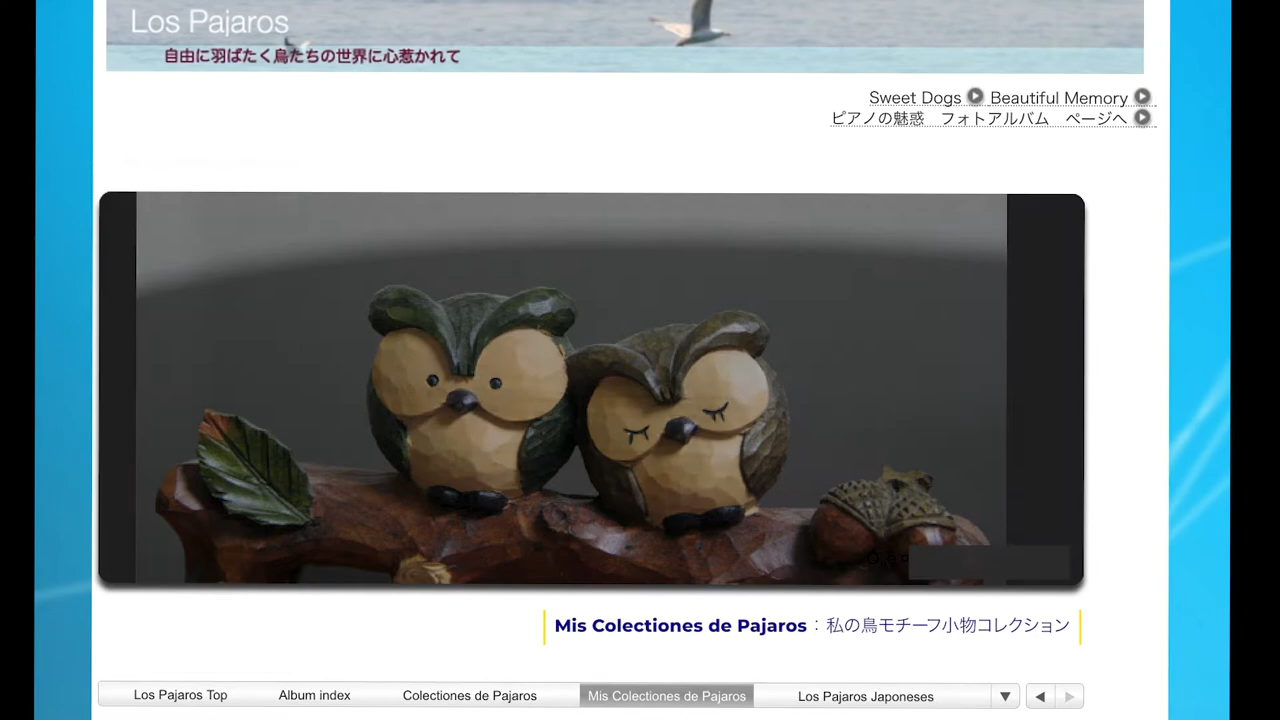 Los Pajaros
自由に羽ばたく鳥たちの世界に心惹かれて
Sweet Dogs Beautiful Memory
ピアノの魅惑 フォトアルバム ページへ
Mis Colectiones de Pajaros : 私の鳥モチーフ小物コレクション
Los Pajaros Top Album index Colectiones de Pajaros Mis Colectiones de Pajaros Los Pajaros Japoneses